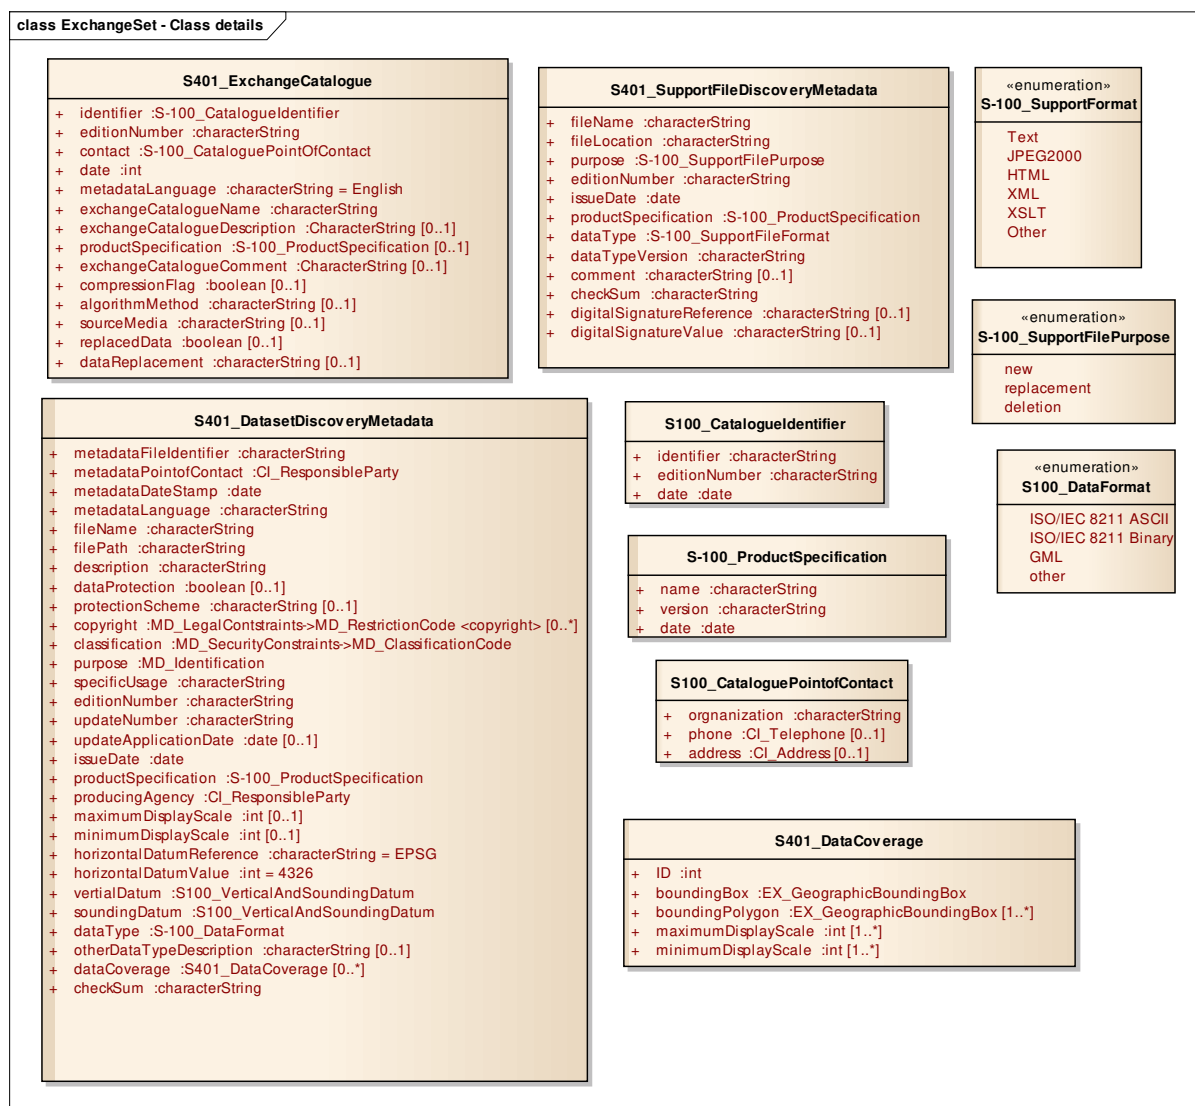 class ExchangeSet - Class details
S401_ExchangeCatalogue
+ identifier :S-100_CatalogueIdentifier
+ editionNumber :characterString
+ contact :S-100_CataloguePointOfContact
+ date :int
+ metadataLanguage :characterString = English
+ exchangeCatalogueName :characterString
+ exchangeCatalogueDescription :CharacterString [0..1]
+ productSpecification :S-100_ProductSpecification [0..1]
+ exchangeCatalogueComment :CharacterString [0..1]
+ compressionFlag :boolean [0..1]
+ algorithmMethod :characterString [0..1]
+ sourceMedia :characterString [0..1]
+ replacedData :boolean [0..1]
+ dataReplacement :characterString [0..1]
S401_SupportFileDiscoveryMetadata
+ fileName :characterString
+ fileLocation :characterString
+ purpose :S-100_SupportFilePurpose
+ editionNumber :characterString
+ issueDate :date
+ productSpecification :S-100_ProductSpecification
+ dataType :S-100_SupportFileFormat
+ dataTypeVersion :characterString
+ comment :characterString [0..1]
+ checkSum :characterString
+ digitalSignatureReference :characterString [0..1]
+ digitalSignatureValue :characterString [0..1]
«enumeration»
S-100_SupportFormat
Text
JPEG2000
HTML
XML
XSLT
Other
«enumeration»
S-100_SupportFilePurpose
new
replacement
deletion
S401_DatasetDiscoveryMetadata
+ metadataFileIdentifier :characterString
+ metadataPointofContact :CI_ResponsibleParty
+ metadataDateStamp :date
+ metadataLanguage :characterString
+ fileName :characterString
+ filePath :characterString
+ description :characterString
+ dataProtection :boolean [0..1]
+ protectionScheme :characterString [0..1]
+ copyright :MD_LegalContstraints->MD_RestrictionCode <copyright> [0..*]
+ classification :MD_SecurityConstraints->MD_ClassificationCode
+ purpose :MD_Identification
+ specificUsage :characterString
+ editionNumber :characterString
+ updateNumber :characterString
+ updateApplicationDate :date [0..1]
+ issueDate :date
+ productSpecification :S-100_ProductSpecification
+ producingAgency :CI_ResponsibleParty
+ maximumDisplayScale :int [0..1]
+ minimumDisplayScale :int [0..1]
+ horizontalDatumReference :characterString = EPSG
+ horizontalDatumValue :int = 4326
+ vertialDatum :S100_VerticalAndSoundingDatum
+ soundingDatum :S100_VerticalAndSoundingDatum
+ dataType :S-100_DataFormat
+ otherDataTypeDescription :characterString [0..1]
+ dataCoverage :S401_DataCoverage [0..*]
+ checkSum :characterString
S100_CatalogueIdentifier
+ identifier :characterString
+ editionNumber :characterString
+ date :date
«enumeration»
S100_DataFormat
ISO/IEC 8211 ASCII
ISO/IEC 8211 Binary
GML
other
S-100_ProductSpecification
+ name :characterString
+ version :characterString
+ date :date
S100_CataloguePointofContact
+ orgnanization :characterString
+ phone :CI_Telephone [0..1]
+ address :CI_Address [0..1]
S401_DataCoverage
+ ID :int
+ boundingBox :EX_GeographicBoundingBox
+ boundingPolygon :EX_GeographicBoundingBox [1..*]
+ maximumDisplayScale :int [1..*]
+ minimumDisplayScale :int [1..*]